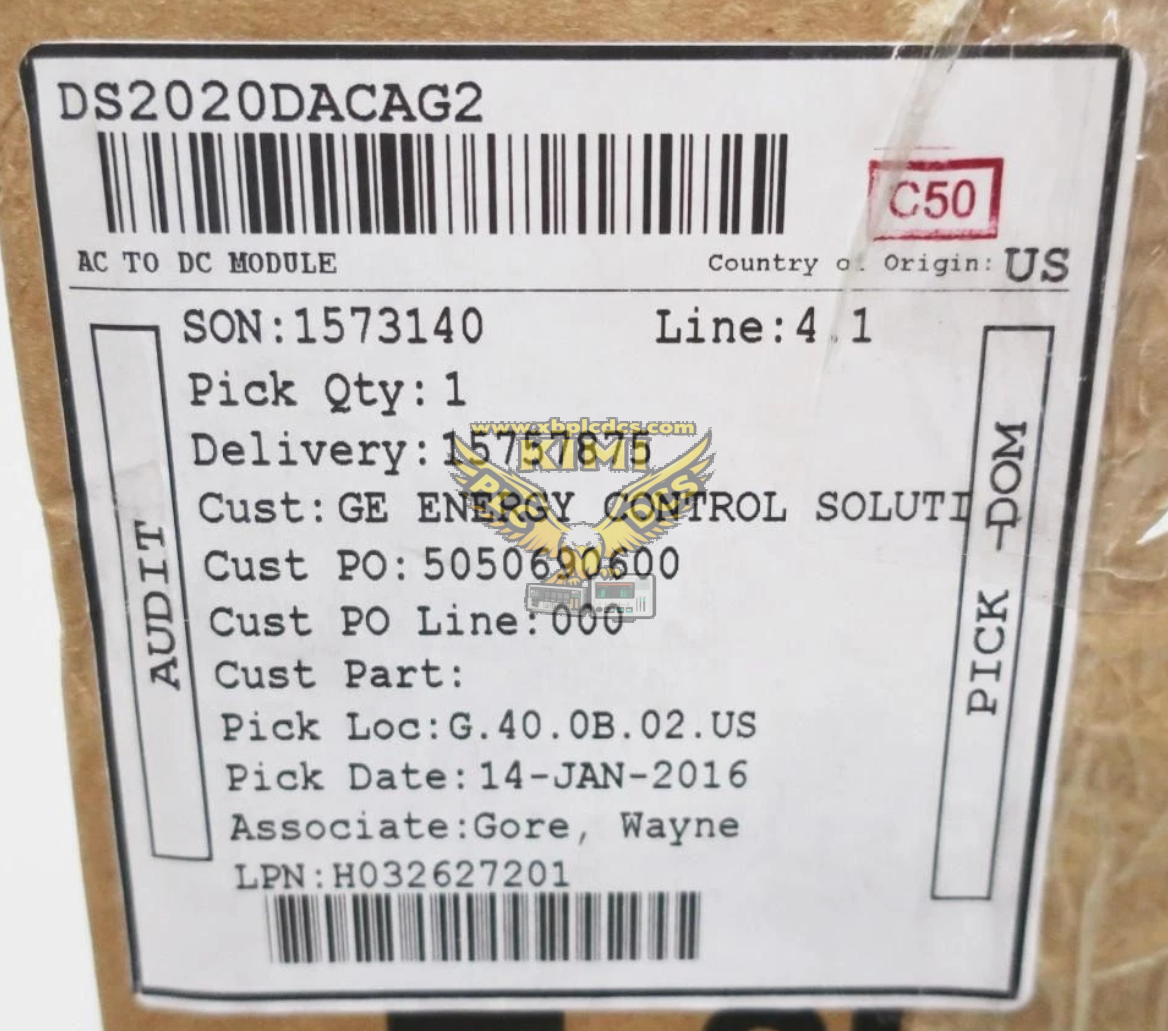 DS2020DACAG2
C50
AC TO DC MODULE
Country of Origin: US
SON:1573140 Line:4.1
Pick Qty:1
www.xbplcdcs.com
Delivery:15757875
KIMI
PLC DCS
Cust:GE ENERGY CONTROL SOLUTI
Cust PO:5050690600
Cust PO Line:000
Cust Part:
Pick Loc:G.40.0B.02.US
Pick Date:14-JAN-2016
Associate:Gore, Wayne
LPN:H032627201
AUDIT
PICK -DOM